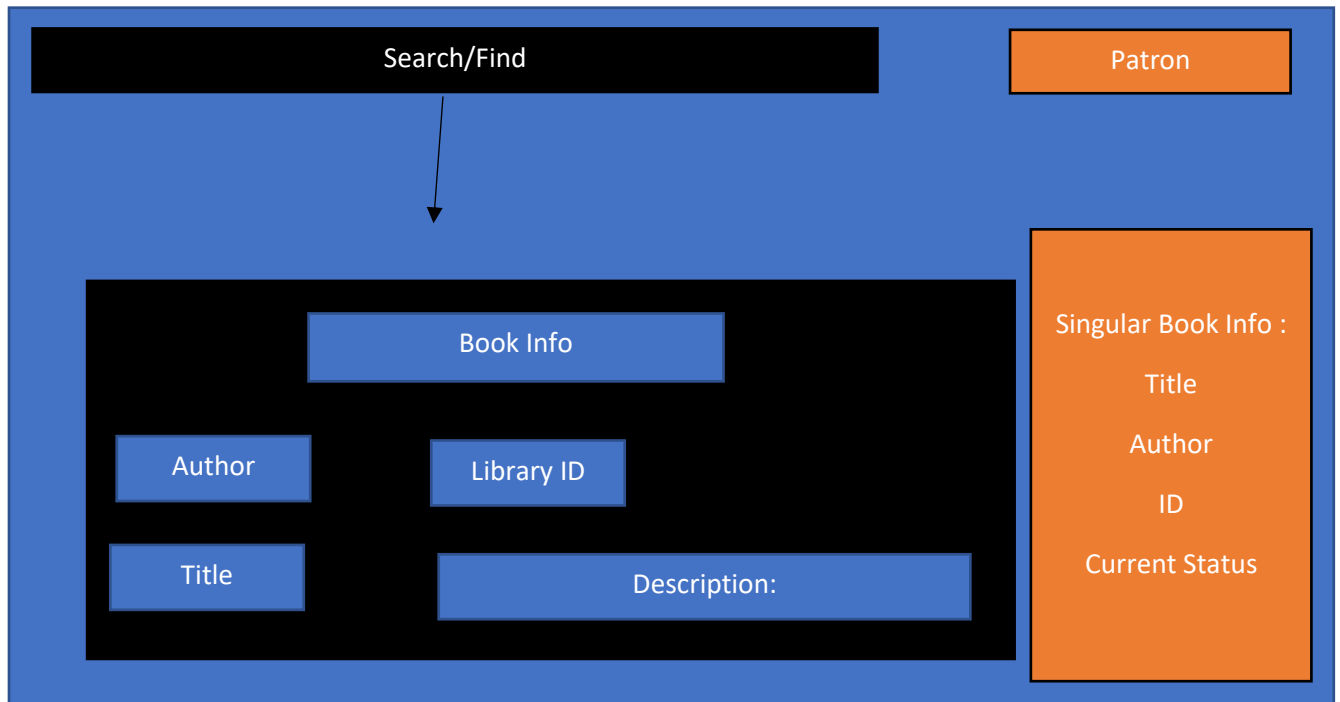 Search/Find
Patron
Book Info
Author
Library ID
Title
Description:
Singular Book Info :
Title
Author
ID
Current Status